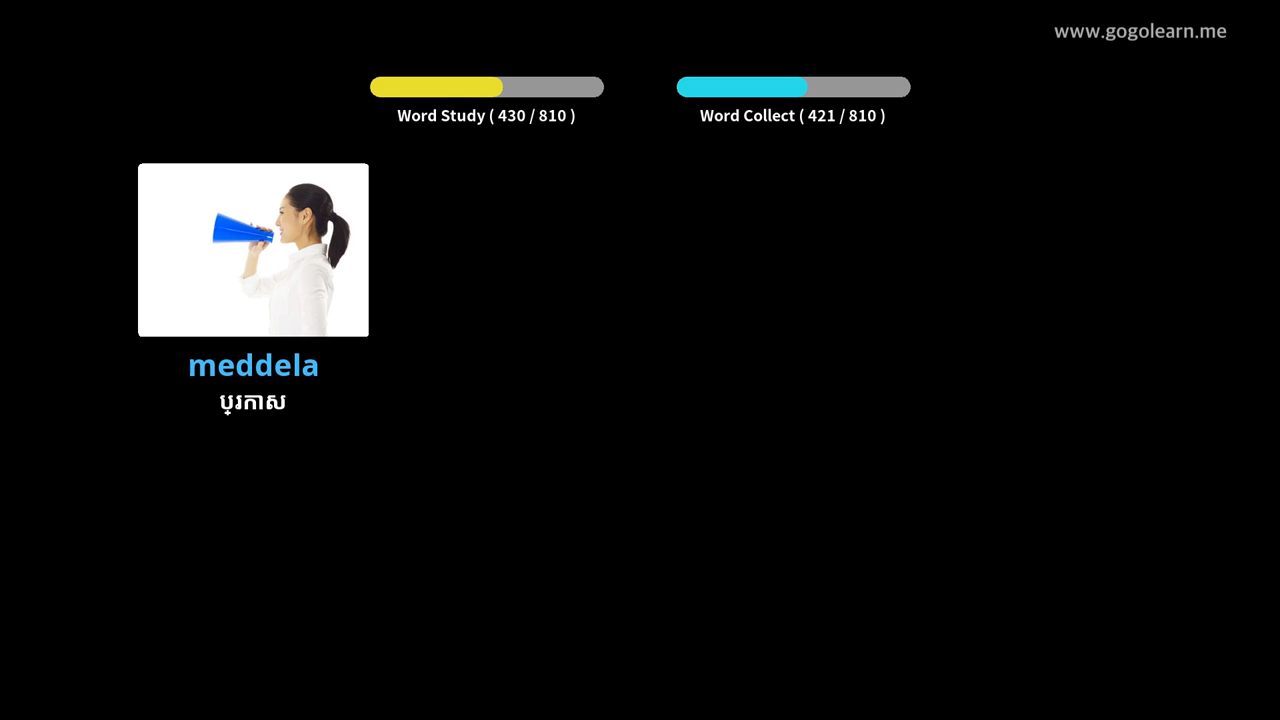 www.gogolearn.me
Word Study ( 430 / 810 )
Word Collect ( 421 / 810 )
meddela
ប្រកាស